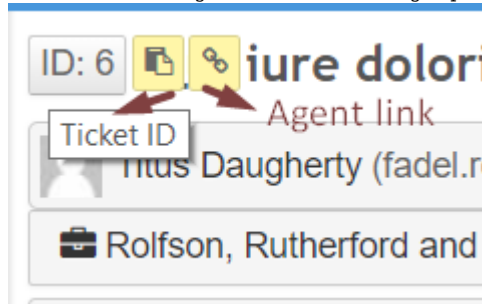 ID: 6 iure dolori
Agent link
Ticket ID
Titus Daugherty (fadel.r
Rolfson, Rutherford and